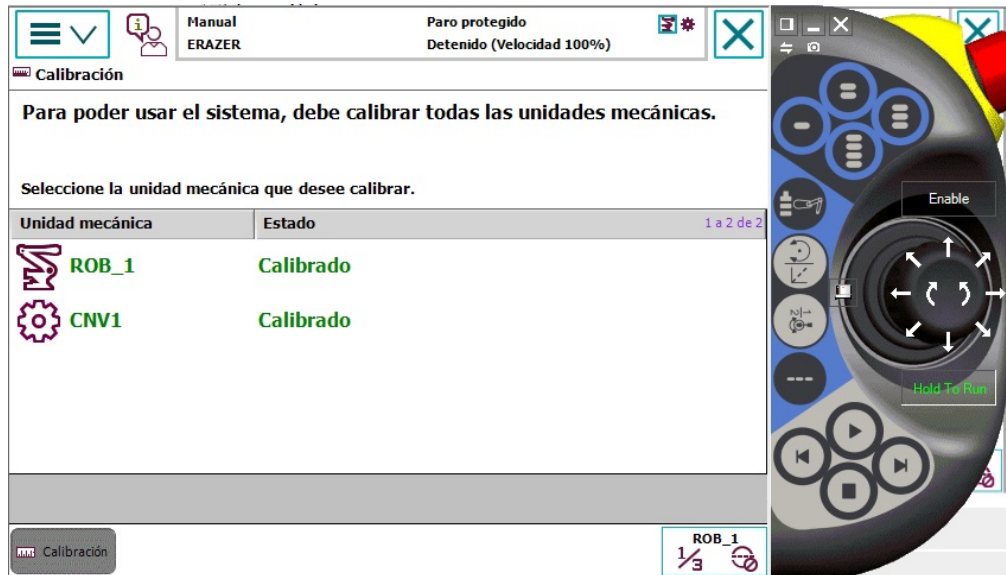 Manual
ERAZER
Paro protegido
Detenido (Velocidad 100%)
Calibración
Para poder usar el sistema, debe calibrar todas las unidades mecánicas.
Seleccione la unidad mecánica que desee calibrar.
Unidad mecánica Estado 1 a 2 de 2
ROB_1 Calibrado
CNV1 Calibrado
Calibración
ROB_1
1/3
Enable
Hold To Run